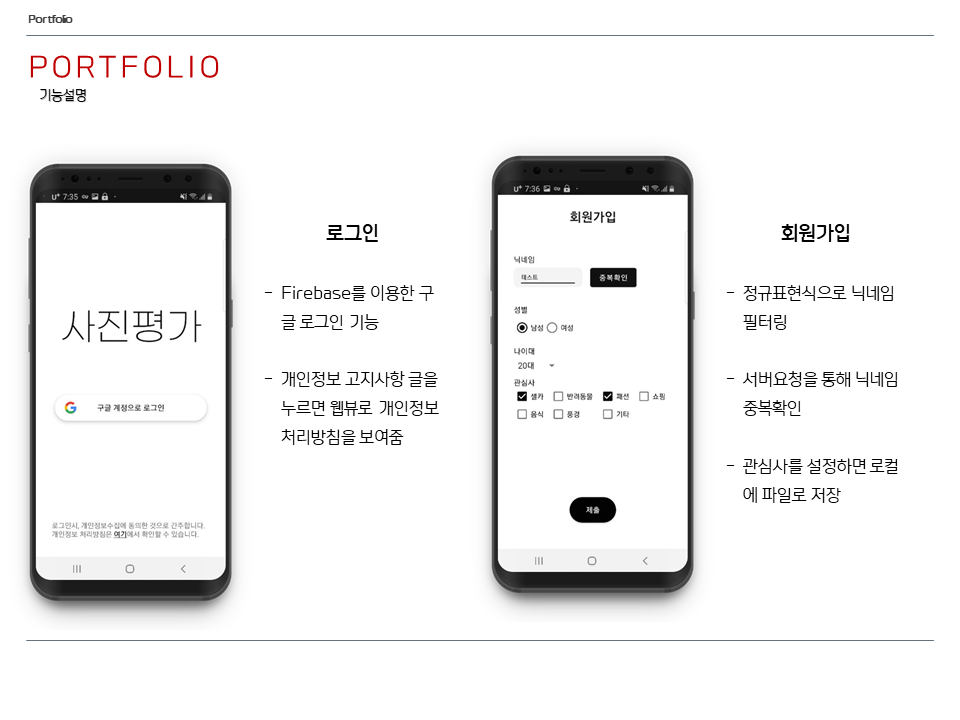 Portfolio
PORTFOLIO
기능설명
U+ 7:35
사진평가
구글 계정으로 로그인
로그인시, 개인정보수집에 동의한 것으로 간주합니다.
개인정보 처리방침은 여기에서 확인할 수 있습니다.
로그인
- Firebase를 이용한 구
글 로그인 기능
- 개인정보 고지사항 글을
누르면 웹뷰로 개인정보
처리방침을 보여줌
U+ 7:36
회원가입
닉네임
테스트 중복확인
성별
남성 여성
나이대
20대
관심사
셀카 반려동물 패션 쇼핑
음식 풍경 기타
제출
회원가입
- 정규표현식으로 닉네임
필터링
- 서버요청을 통해 닉네임
중복확인
- 관심사를 설정하면 로컬
에 파일로 저장